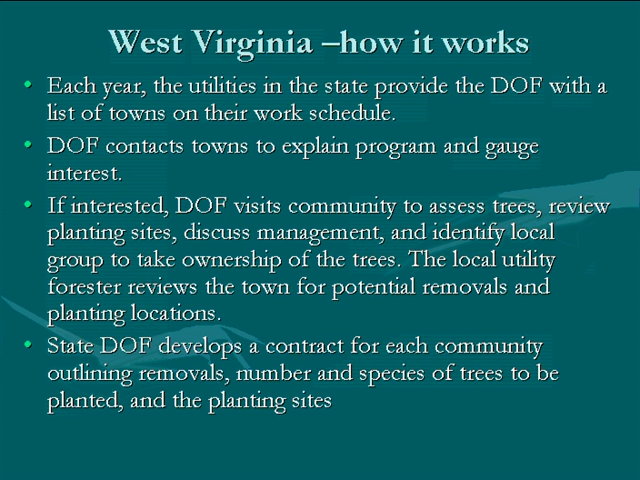 West Virginia –how it works
• Each year, the utilities in the state provide the DOF with a
list of towns on their work schedule.
• DOF contacts towns to explain program and gauge
interest.
• If interested, DOF visits community to assess trees, review
planting sites, discuss management, and identify local
group to take ownership of the trees. The local utility
forester reviews the town for potential removals and
planting locations.
• State DOF develops a contract for each community
outlining removals, number and species of trees to be
planted, and the planting sites